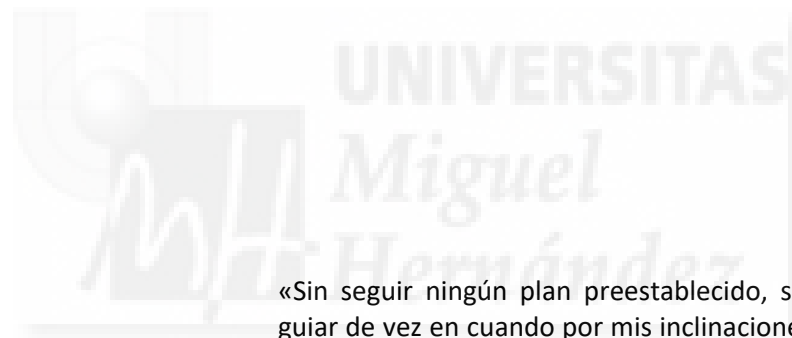 UNIVERSITAS
Miguel
Hernández
«Sin seguir ningún plan preestablecido, s
guiar de vez en cuando por mis inclinacione